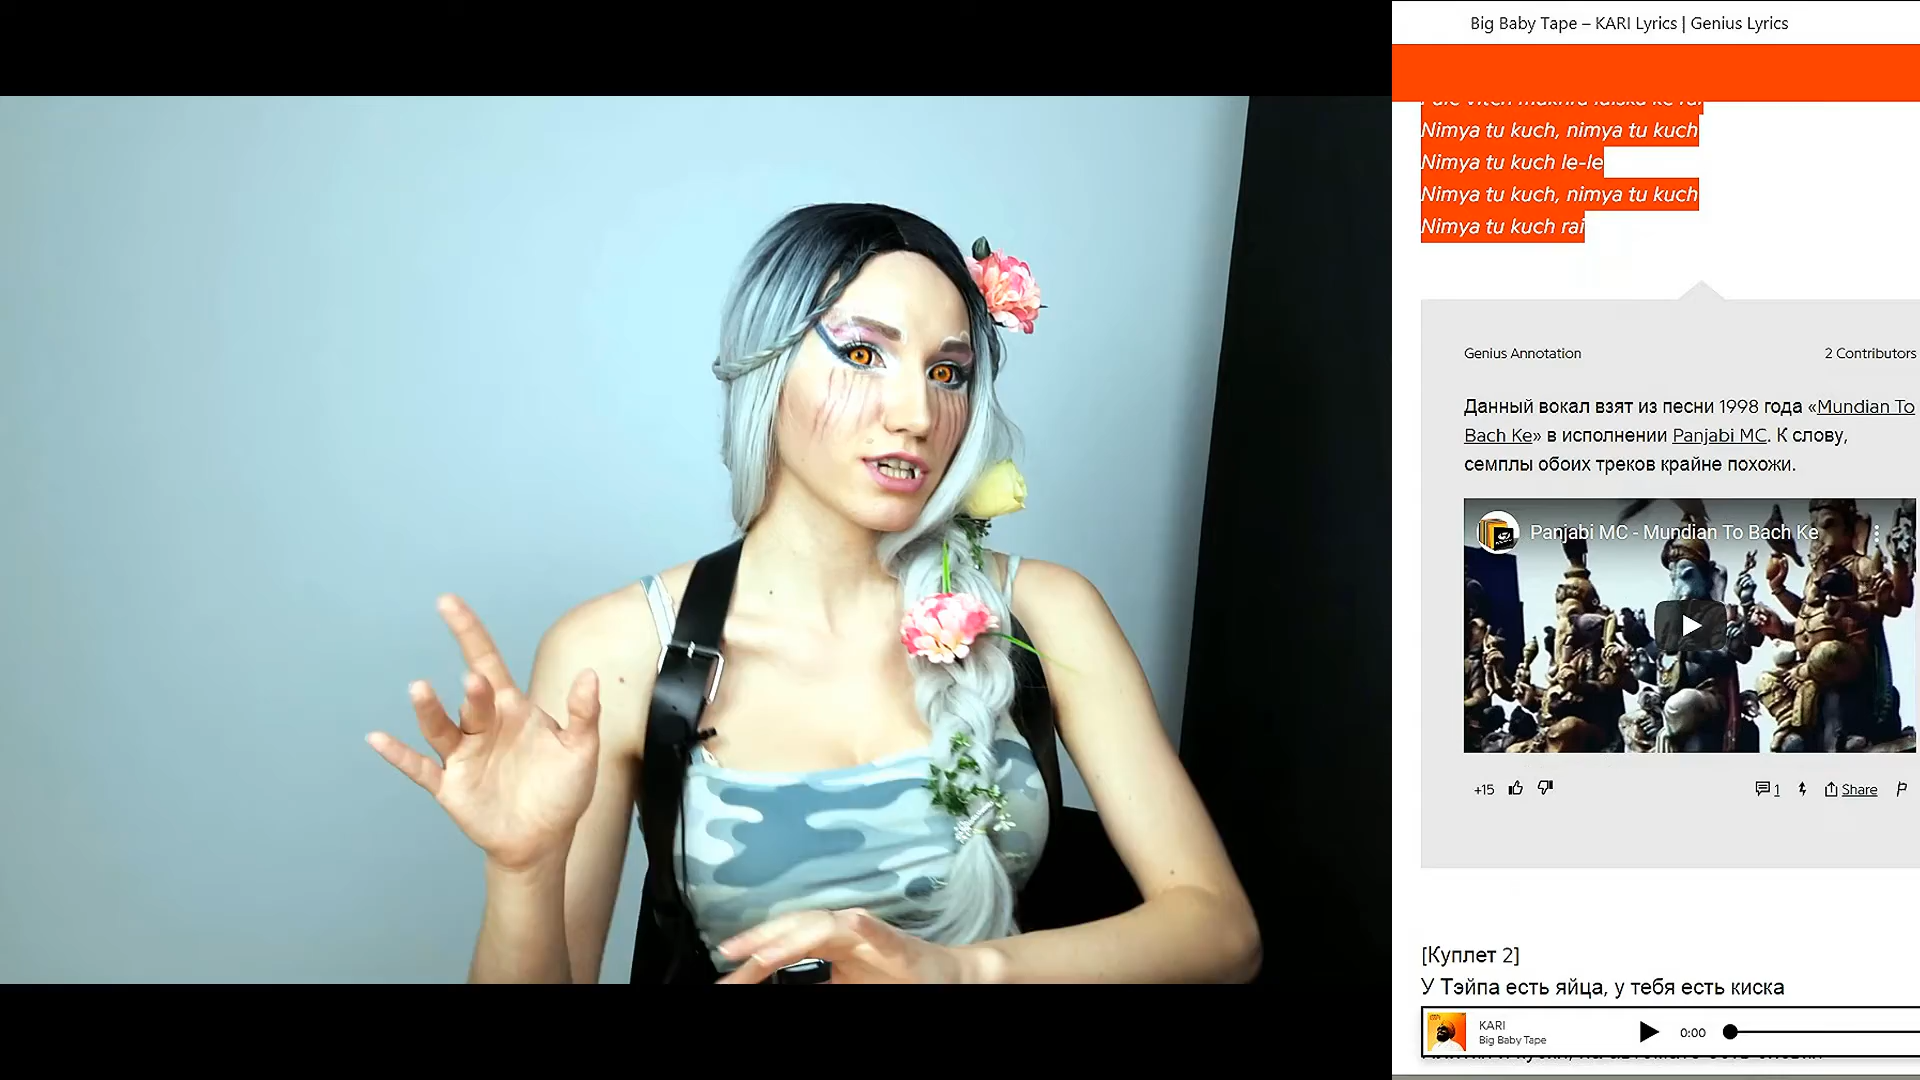 Big Baby Tape – KARI Lyrics | Genius Lyrics
Nimya tu kuch, nimya tu kuch
Nimya tu kuch le-le
Nimya tu kuch, nimya tu kuch
Nimya tu kuch rai
Genius Annotation
2 Contributors
Данный вокал взят из песни 1998 года «Mundian To
Bach Ke» в исполнении Panjabi MC. К слову,
семплы обоих треков крайне похожи.
Panjabi MC - Mundian To Bach Ke
+15
1
Share
[Куплет 2]
У Тэйпа есть яйца, у тебя есть киска
KARI
Big Baby Tape
0:00